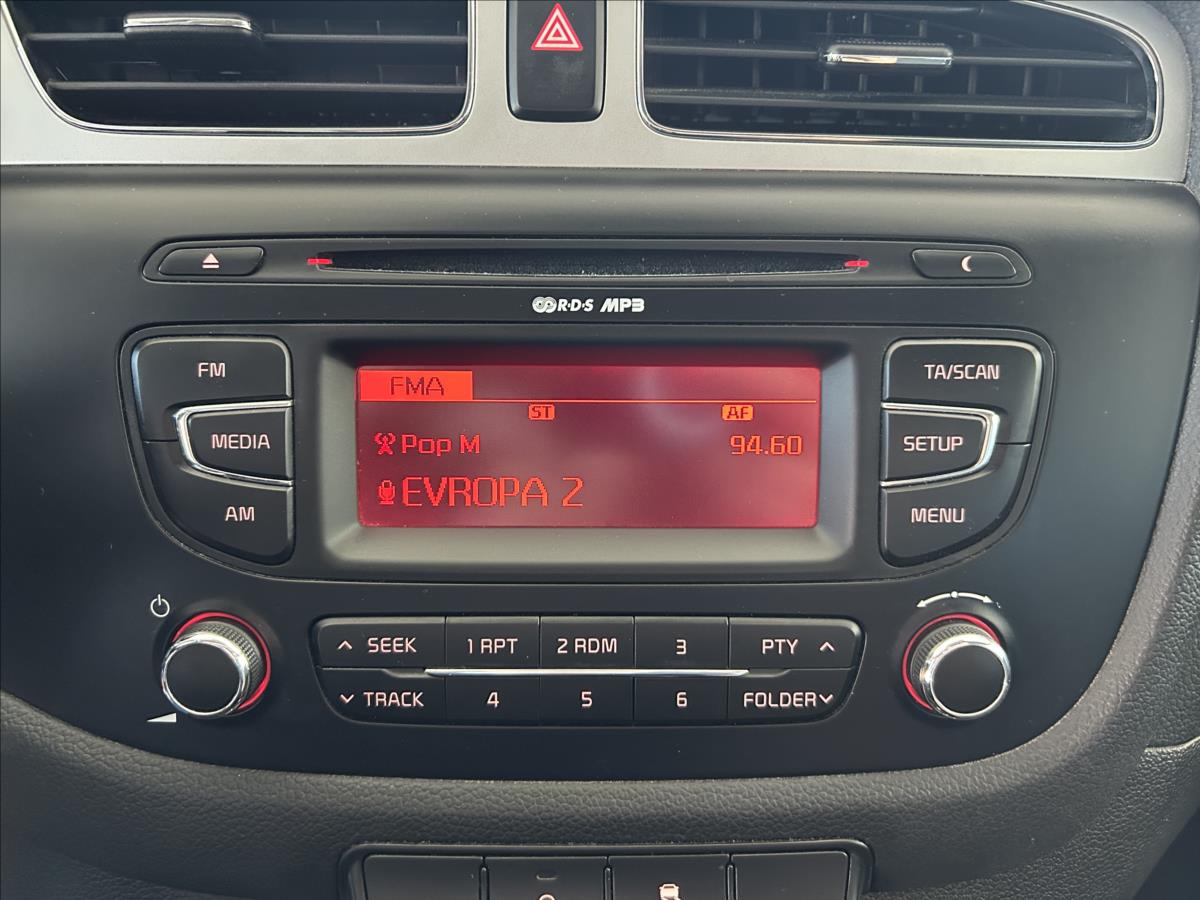 R·D·S MP3
FM
MEDIA
AM
FMA
ST AF
Pop M 94.60
EVROPA 2
TA/SCAN
SETUP
MENU
SEEK 1 RPT 2 RDM 3 PTY
TRACK 4 5 6 FOLDER